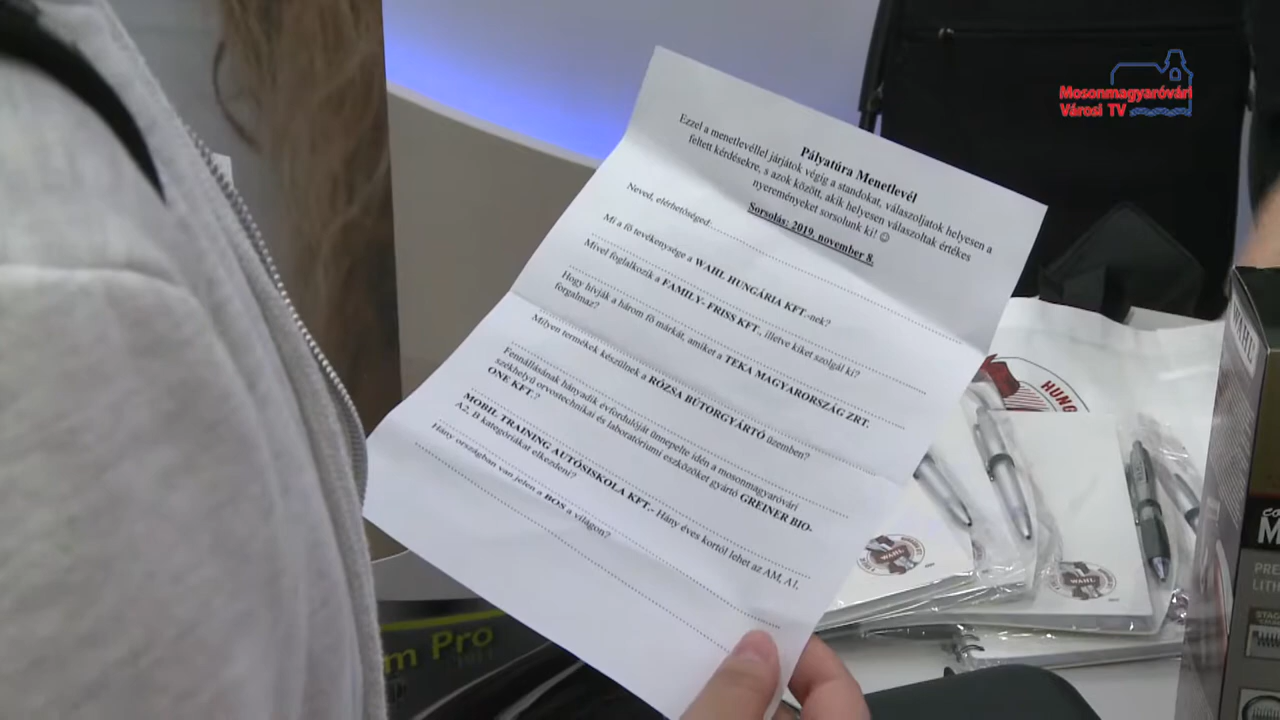 Mosonmagyaróvári
Városi TV
Pályatúra Menetlevél
Ezzel a menetlevéllel járjátok végig a standokat, válaszoljatok helyesen a
feltett kérdésekre, s azok között, akik helyesen válaszoltak értékes
nyereményeket sorsolunk ki! ☺
Sorsolás: 2019. november 8.
Neved, elérhetőséged:
Mi a fő tevékenysége a WAHL HUNGÁRIA KFT.-nek?
Mivel foglalkozik a FAMILY- FRISS KFT., illetve kiket szolgál ki?
Hogy hívják a három fő márkát, amiket a TEKA MAGYARORSZÁG ZRT.
forgalmaz?
Milyen termékek készülnek a RÓZSA BÚTORGYÁRTÓ üzemben?
Fennállásának hányadik évfordulóját ünnepelte idén a mosonmagyaróvári
székhelyű orvostechnikai és laboratóriumi eszközöket gyártó GREINER BIO-
ONE KFT.?
MOBIL TRAINING AUTÓSISKOLA KFT.- Hány éves kortól lehet az AM, A1,
A2, B kategóriákat elkezdeni?
Hány országban van jelen a BOS a világon?
HUNG
WAHL
WAHL
WAHL
m Pro
PRE
LITH